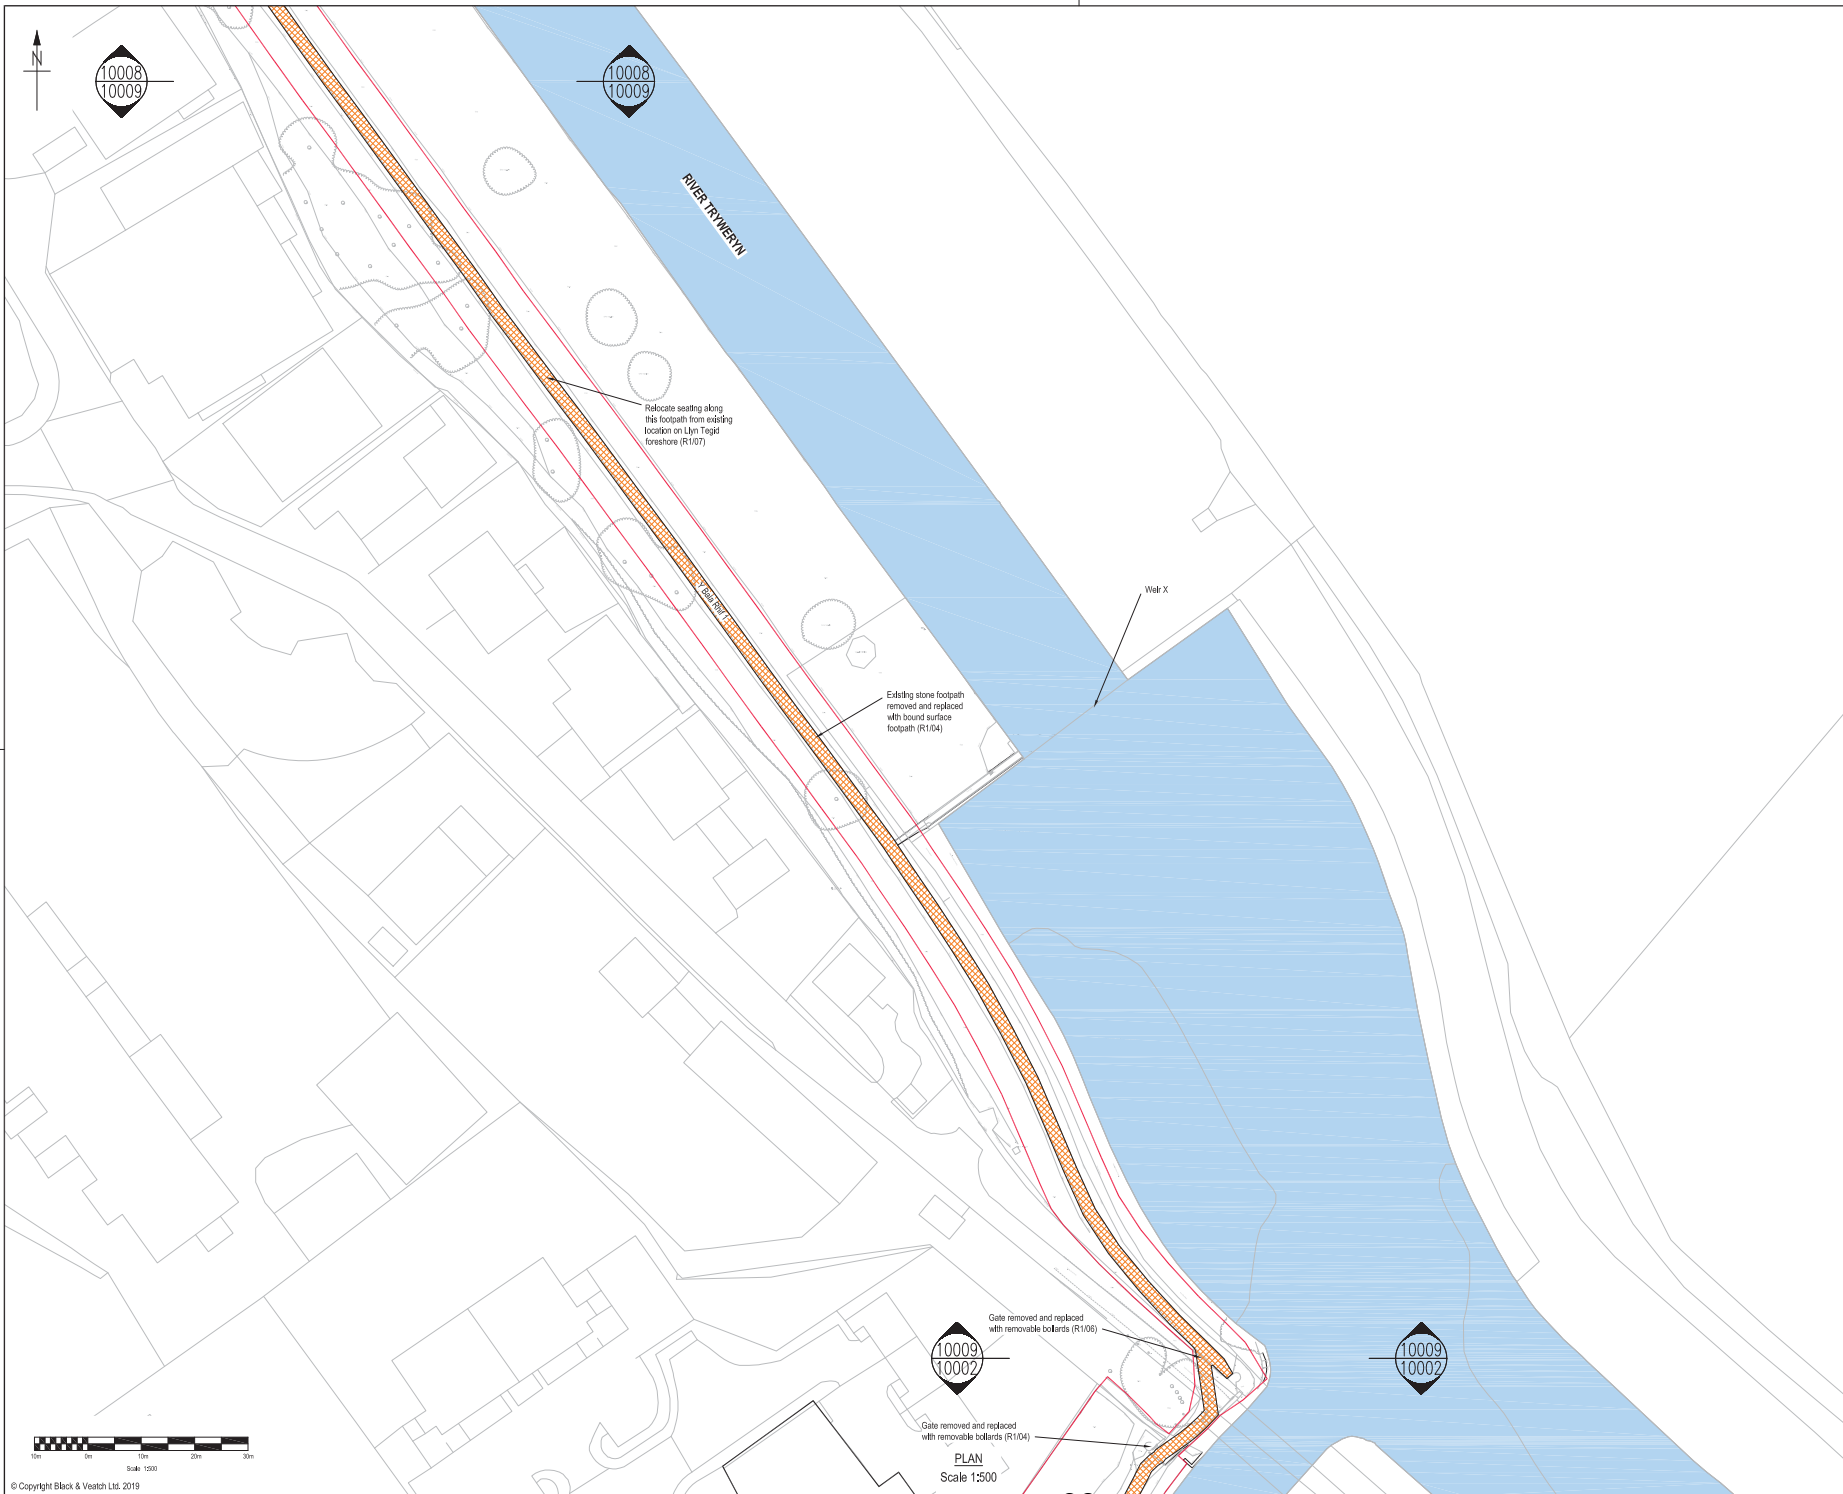 N
10008
10009
10008
10009
RIVER TRYWERYN
Relocate seating along
this footpath from existing
location on Llyn Tegid
foreshore (R1/07)
Weir X
Y Bala Rhif 1
Existing stone footpath
removed and replaced
with bound surface
footpath (R1/04)
Gate removed and replaced
with removable bollards (R1/06)
10009
10002
10009
10002
Gate removed and replaced
with removable bollards (R1/04)
PLAN
Scale 1:500
10m 0m 10m 20m 30m
Scale 1:500
© Copyright Black & Veatch Ltd. 2019